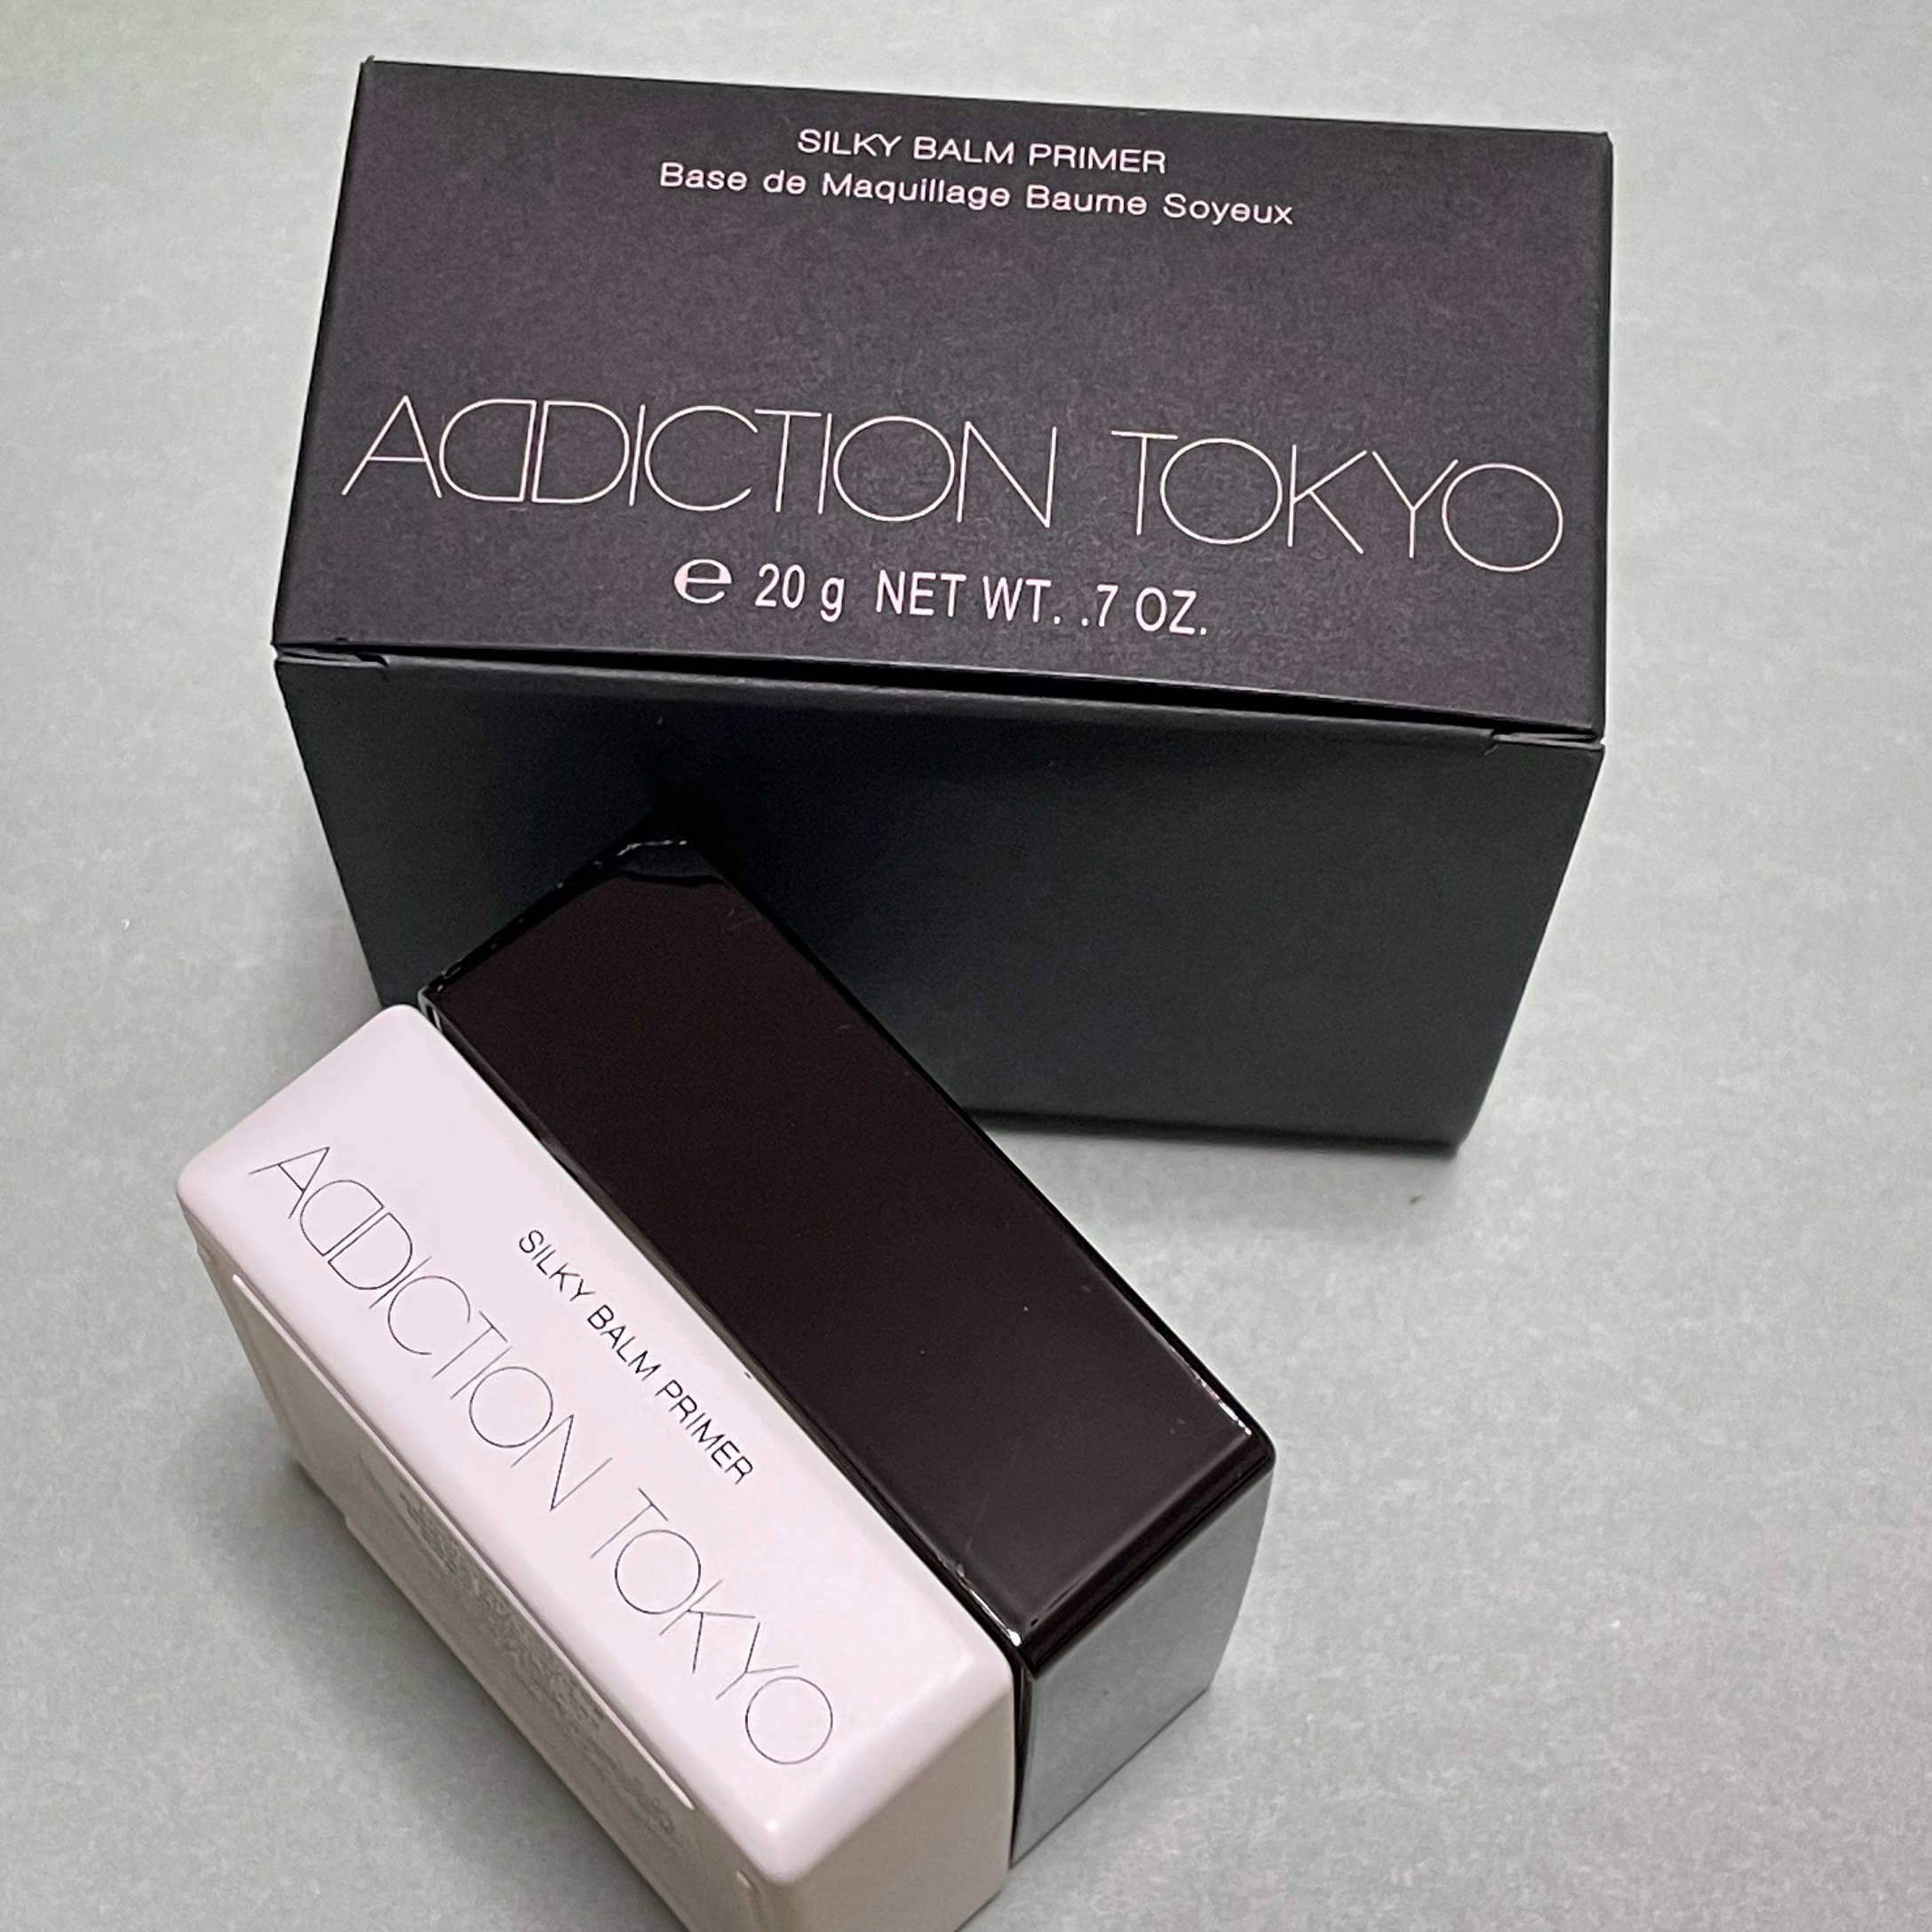 SILKY BALM PRIMER
Base de Maquillage Baume Soyeux
ADDICTION TOKYO
e 20 g NET WT. .7 OZ.
SILKY BALM PRIMER
ADDICTION TOKYO